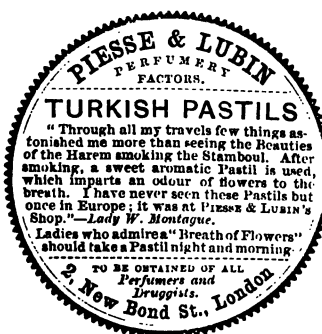 PIESSE & LUBIN
PERFUMERY
FACTORS.
TURKISH PASTILS
"Through all my travels few things as-
tonished me more than seeing the Beauties
of the Harem smoking the Stamboul. After
smoking, a sweet aromatic Pastil is used,
which imparts an odour of flowers to the
breath. I have never seen these Pastils but
once in Europe; it was at PIESSE & LUBIN'S
Shop."—Lady W. Montague.
Ladies who admire a "Breath of Flowers"
should take a Pastil night and morning.
TO BE OBTAINED OF ALL
Perfumers and
Druggists.
2, New Bond St., London